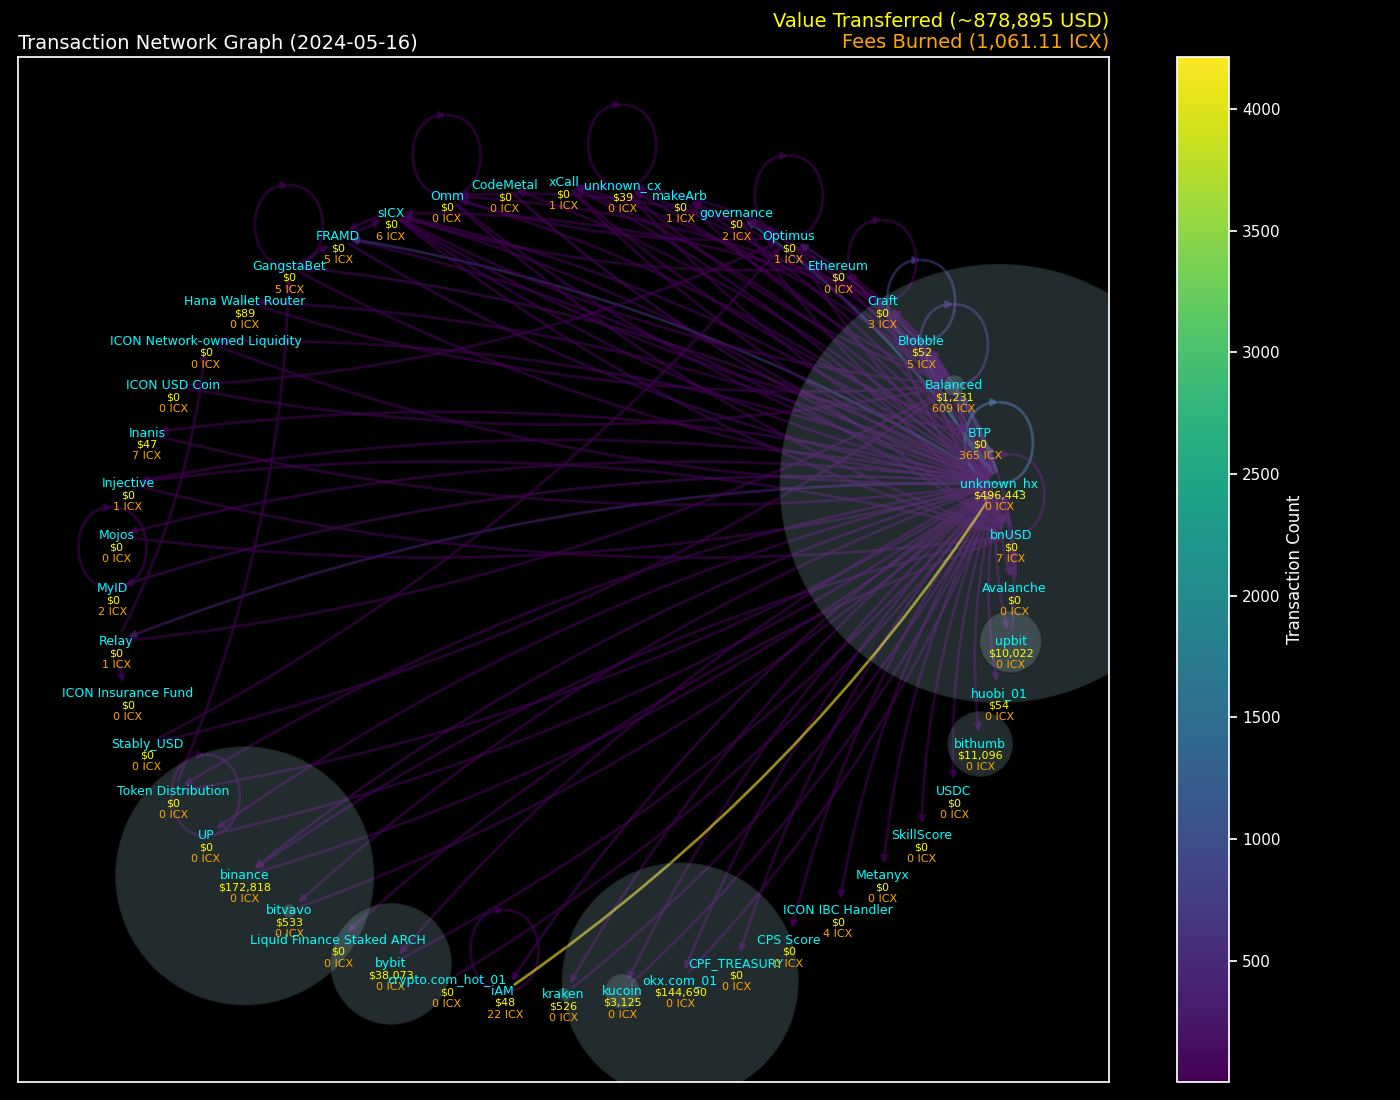 Value Transferred (~878,895 USD)
Transaction Network Graph (2024-05-16)
Fees Burned (1,061.11 ICX)
CodeMetal
$0
0 ICX
xCall
$0
1 ICX
unknown_cx
$39
0 ICX
makeArb
$0
1 ICX
Omm
$0
0 ICX
governance
$0
2 ICX
sICX
$0
6 ICX
Optimus
$0
1 ICX
FRAMD
$0
5 ICX
Ethereum
$0
0 ICX
GangstaBet
$0
5 ICX
Craft
$0
3 ICX
Hana Wallet Router
$89
0 ICX
Blobble
$52
5 ICX
ICON Network-owned Liquidity
$0
0 ICX
Balanced
$1,231
609 ICX
ICON USD Coin
$0
0 ICX
BTP
$0
365 ICX
Inanis
$47
7 ICX
unknown_hx
$496,443
0 ICX
Injective
$0
1 ICX
bnUSD
$0
7 ICX
Mojos
$0
0 ICX
Avalanche
$0
0 ICX
MyID
$0
2 ICX
upbit
$10,022
0 ICX
Relay
$0
1 ICX
huobi_01
$54
0 ICX
ICON Insurance Fund
$0
0 ICX
bithumb
$11,096
0 ICX
Stably_USD
$0
0 ICX
USDC
$0
0 ICX
Token Distribution
$0
0 ICX
SkillScore
$0
0 ICX
UP
$0
0 ICX
Metanyx
$0
0 ICX
binance
$172,818
0 ICX
ICON IBC Handler
$0
4 ICX
bitvavo
$533
0 ICX
CPS Score
$0
ICX
Liquid Finance Staked ARCH
$0
0 ICX
CPF_TREASURY
$0
0 ICX
bybit
$38,073
0 ICX
crypto.com_hot_01
$0
0 ICX
okx.com_01
$144,690
0 ICX
iAM
$48
22 ICX
kucoin
$3,125
0 ICX
kraken
$526
0 ICX
4000
3500
3000
2500
2000
1500
1000
500
Transaction Count